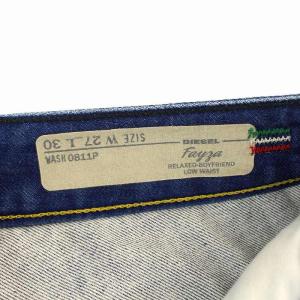 SIZE W 27 L 30
WASH 0811P
DIESEL
Fayza
RELAXED-BOYFRIEND
LOW WAIST